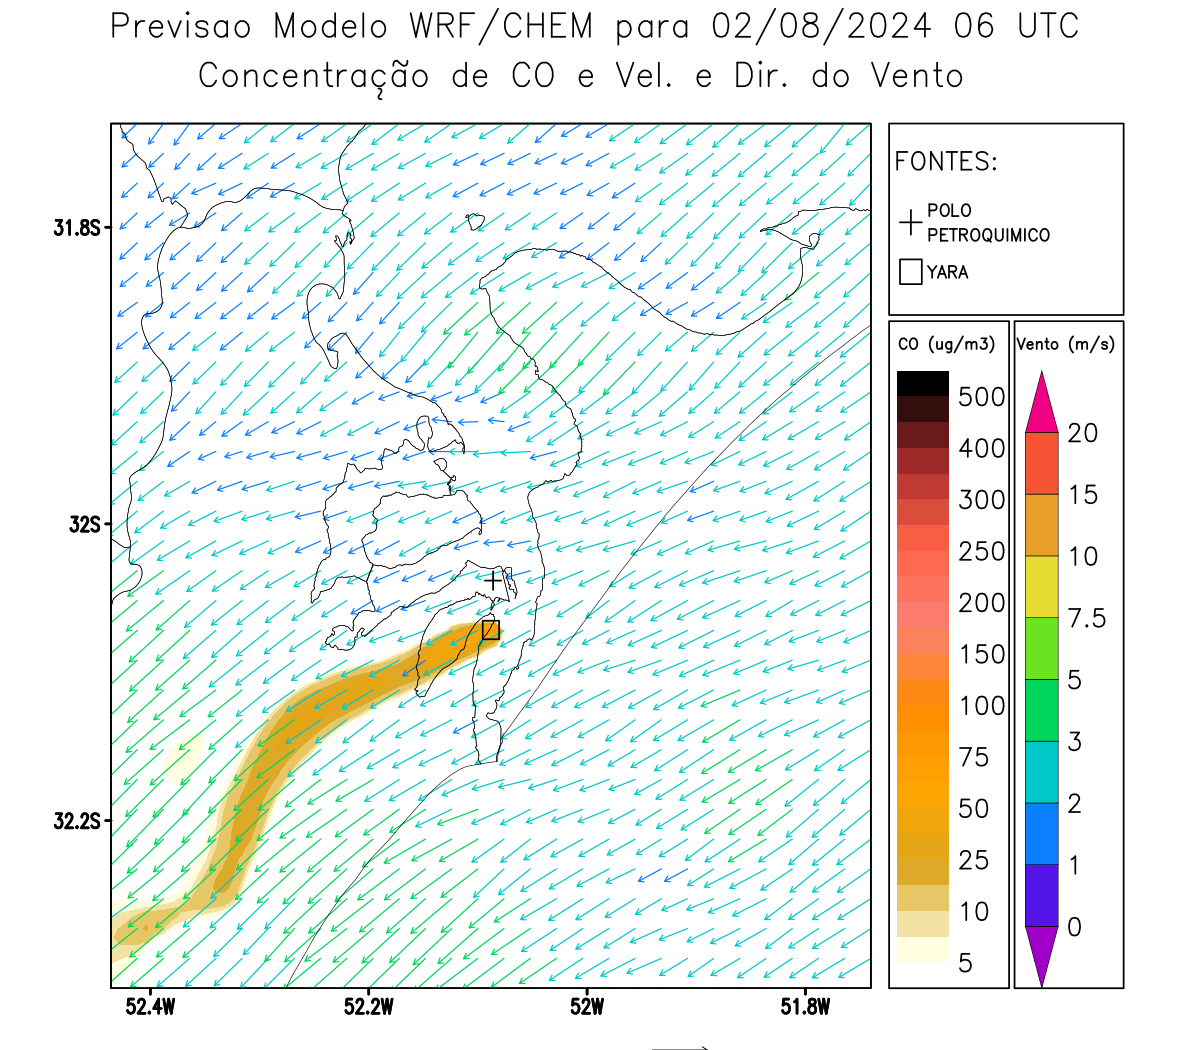 Previsao Modelo WRF/CHEM para 02/08/2024 06 UTC
Concentração de CO e Vel. e Dir. do Vento
FONTES:
POLO
PETROQUIMICO
YARA
CO (ug/m3)
500
400
300
250
200
150
100
75
50
25
10
5
Vento (m/s)
20
15
10
7.5
5
3
2
1
0
31.8S
32S
32.2S
52.4W
52.2W
52W
51.8W